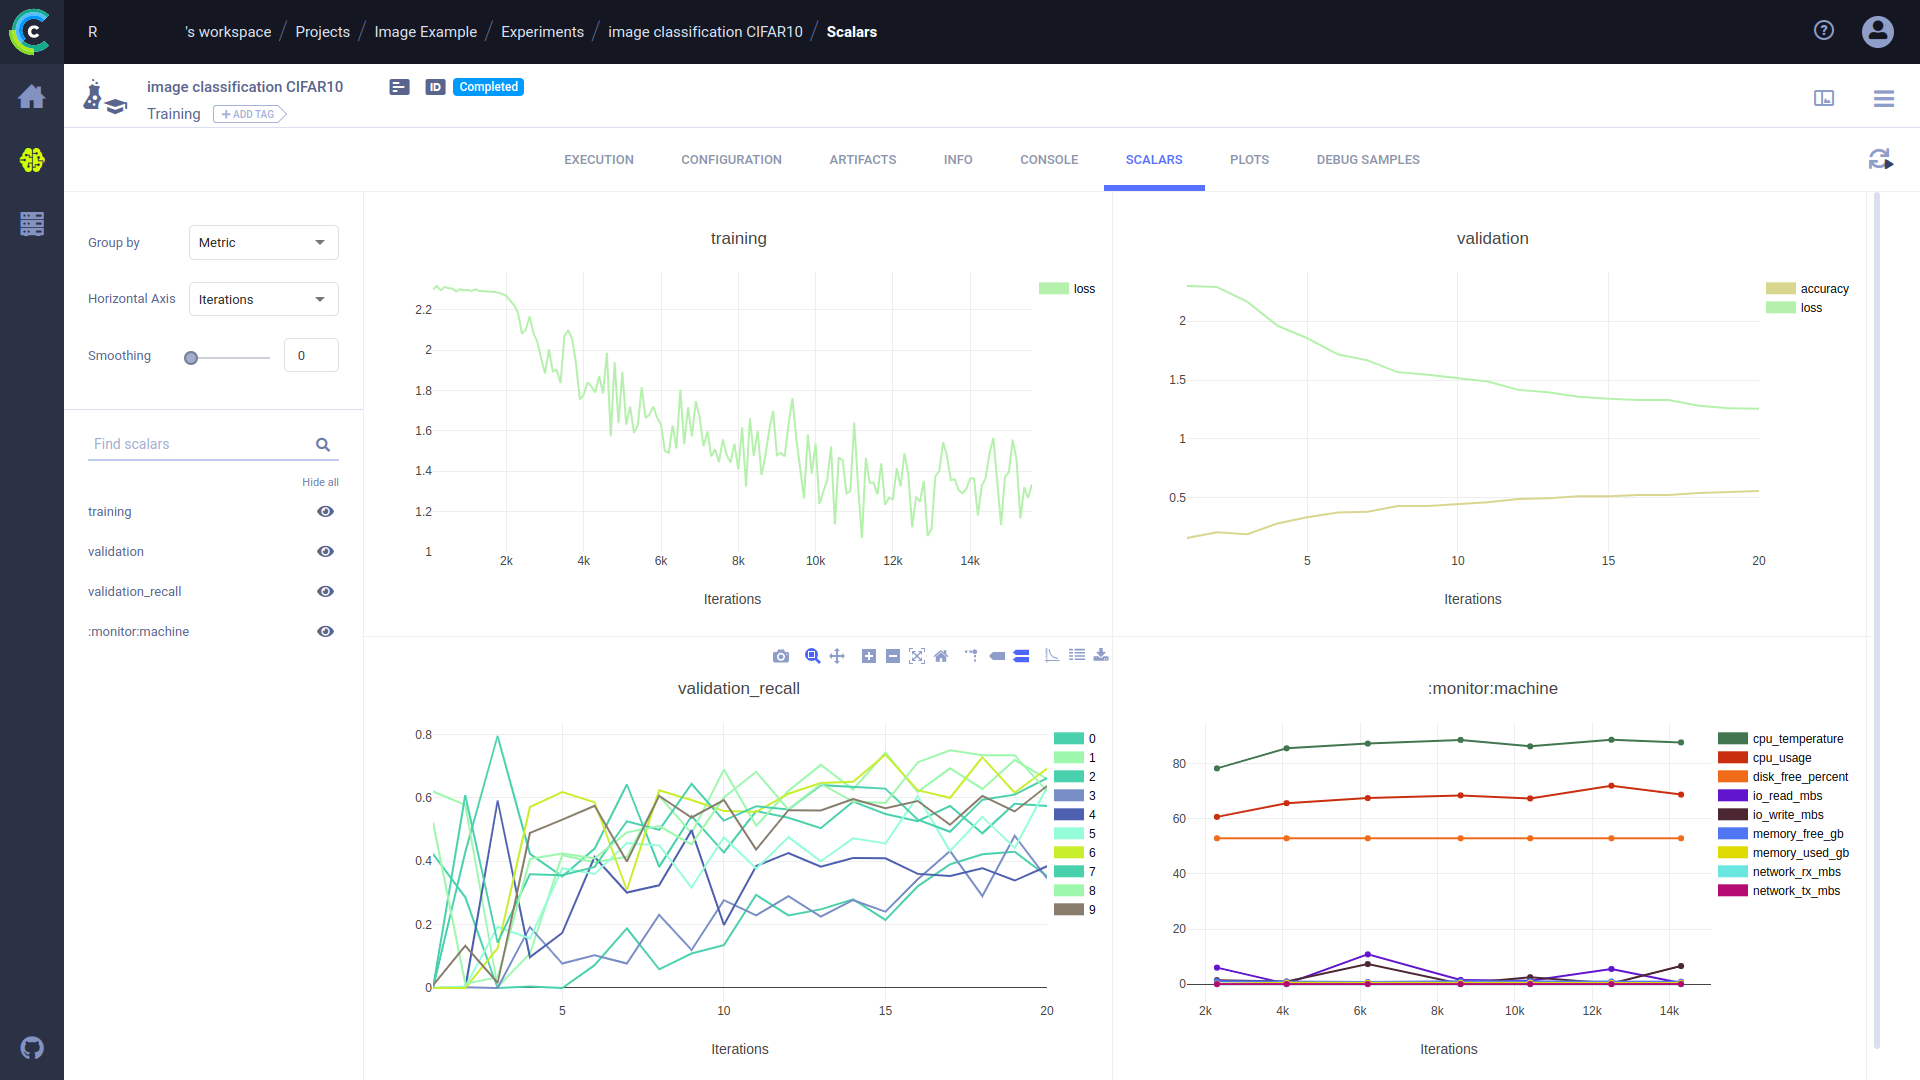 R 's workspace / Projects / Image Example / Experiments / image classification CIFAR10 / Scalars
image classification CIFAR10 ID Completed
Training + ADD TAG
EXECUTION CONFIGURATION ARTIFACTS INFO CONSOLE SCALARS PLOTS DEBUG SAMPLES
Group by Metric
Horizontal Axis Iterations
Smoothing 0
Find scalars
Hide all
training
validation
validation_recall
:monitor:machine
training
loss
2.2
2
1.8
1.6
1.4
1.2
1
2k 4k 6k 8k 10k 12k 14k
Iterations
validation
accuracy
loss
2
1.5
1
0.5
5 10 15 20
Iterations
validation_recall
0.8
0.6
0.4
0.2
0
5 10 15 20
Iterations
0
1
2
3
4
5
6
7
8
9
:monitor:machine
80
60
40
20
0
2k 4k 6k 8k 10k 12k 14k
Iterations
cpu_temperature
cpu_usage
disk_free_percent
io_read_mbs
io_write_mbs
memory_free_gb
memory_used_gb
network_rx_mbs
network_tx_mbs